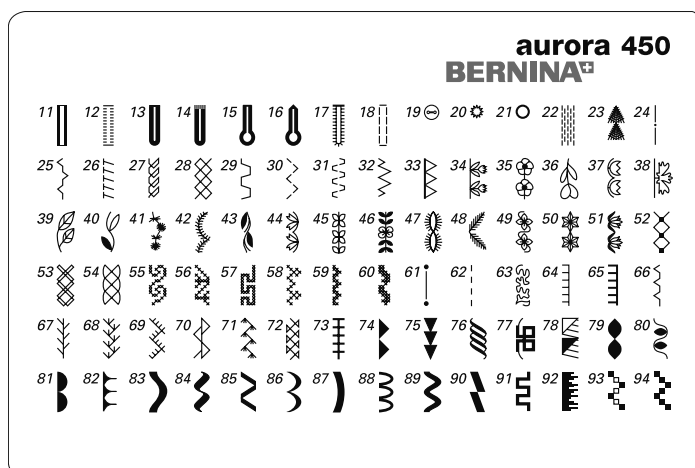 aurora 450
BERNINA
11 12 13 14 15 16 17 18 19 20 21 22 23 24
25 26 27 28 29 30 31 32 33 34 35 36 37 38
39 40 41 42 43 44 45 46 47 48 49 50 51 52
53 54 55 56 57 58 59 60 61 62 63 64 65 66
67 68 69 70 71 72 73 74 75 76 77 78 79 80
81 82 83 84 85 86 87 88 89 90 91 92 93 94